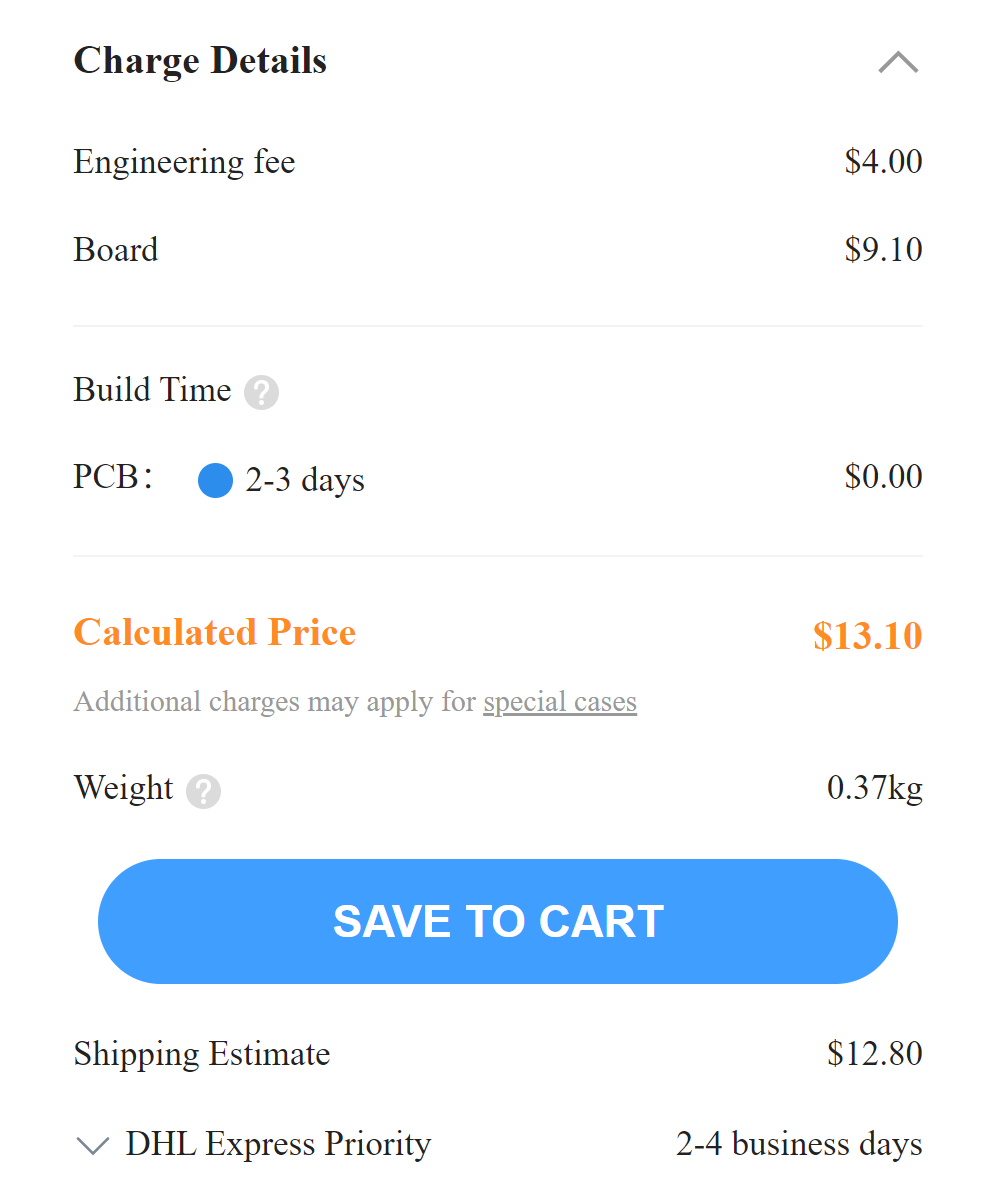 Charge Details
Engineering fee $4.00
Board $9.10
Build Time ?
PCB: 2-3 days $0.00
Calculated Price $13.10
Additional charges may apply for special cases
Weight ? 0.37kg
SAVE TO CART
Shipping Estimate $12.80
DHL Express Priority 2-4 business days